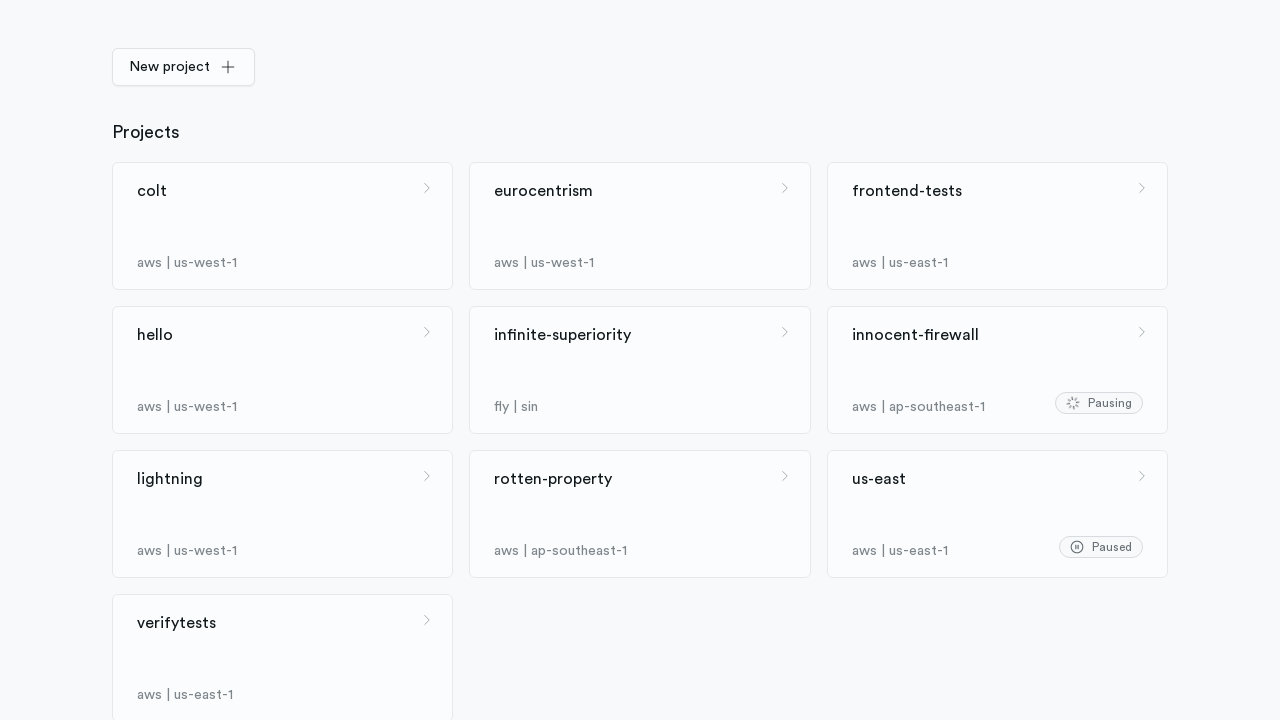 New project
Projects
colt
aws | us-west-1
eurocentrism
aws | us-west-1
frontend-tests
aws | us-east-1
hello
aws | us-west-1
infinite-superiority
fly | sin
innocent-firewall
aws | ap-southeast-1
Pausing
lightning
aws | us-west-1
rotten-property
aws | ap-southeast-1
us-east
aws | us-east-1
Paused
verifytests
aws | us-east-1